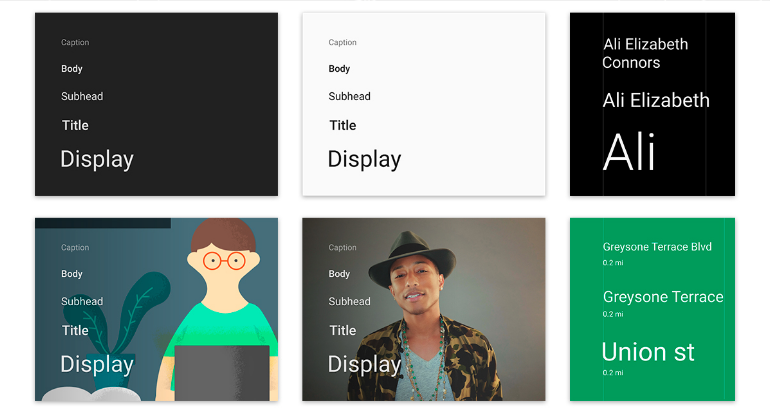 Caption
Body
Subhead
Title
Display
Caption
Body
Subhead
Title
Display
Ali Elizabeth
Connors
Ali Elizabeth
Ali
Caption
Body
Subhead
Title
Display
Caption
Body
Subhead
Title
Display
Greysone Terrace Blvd
0.2 mi
Greysone Terrace
0.2 mi
Union st
0.2 mi